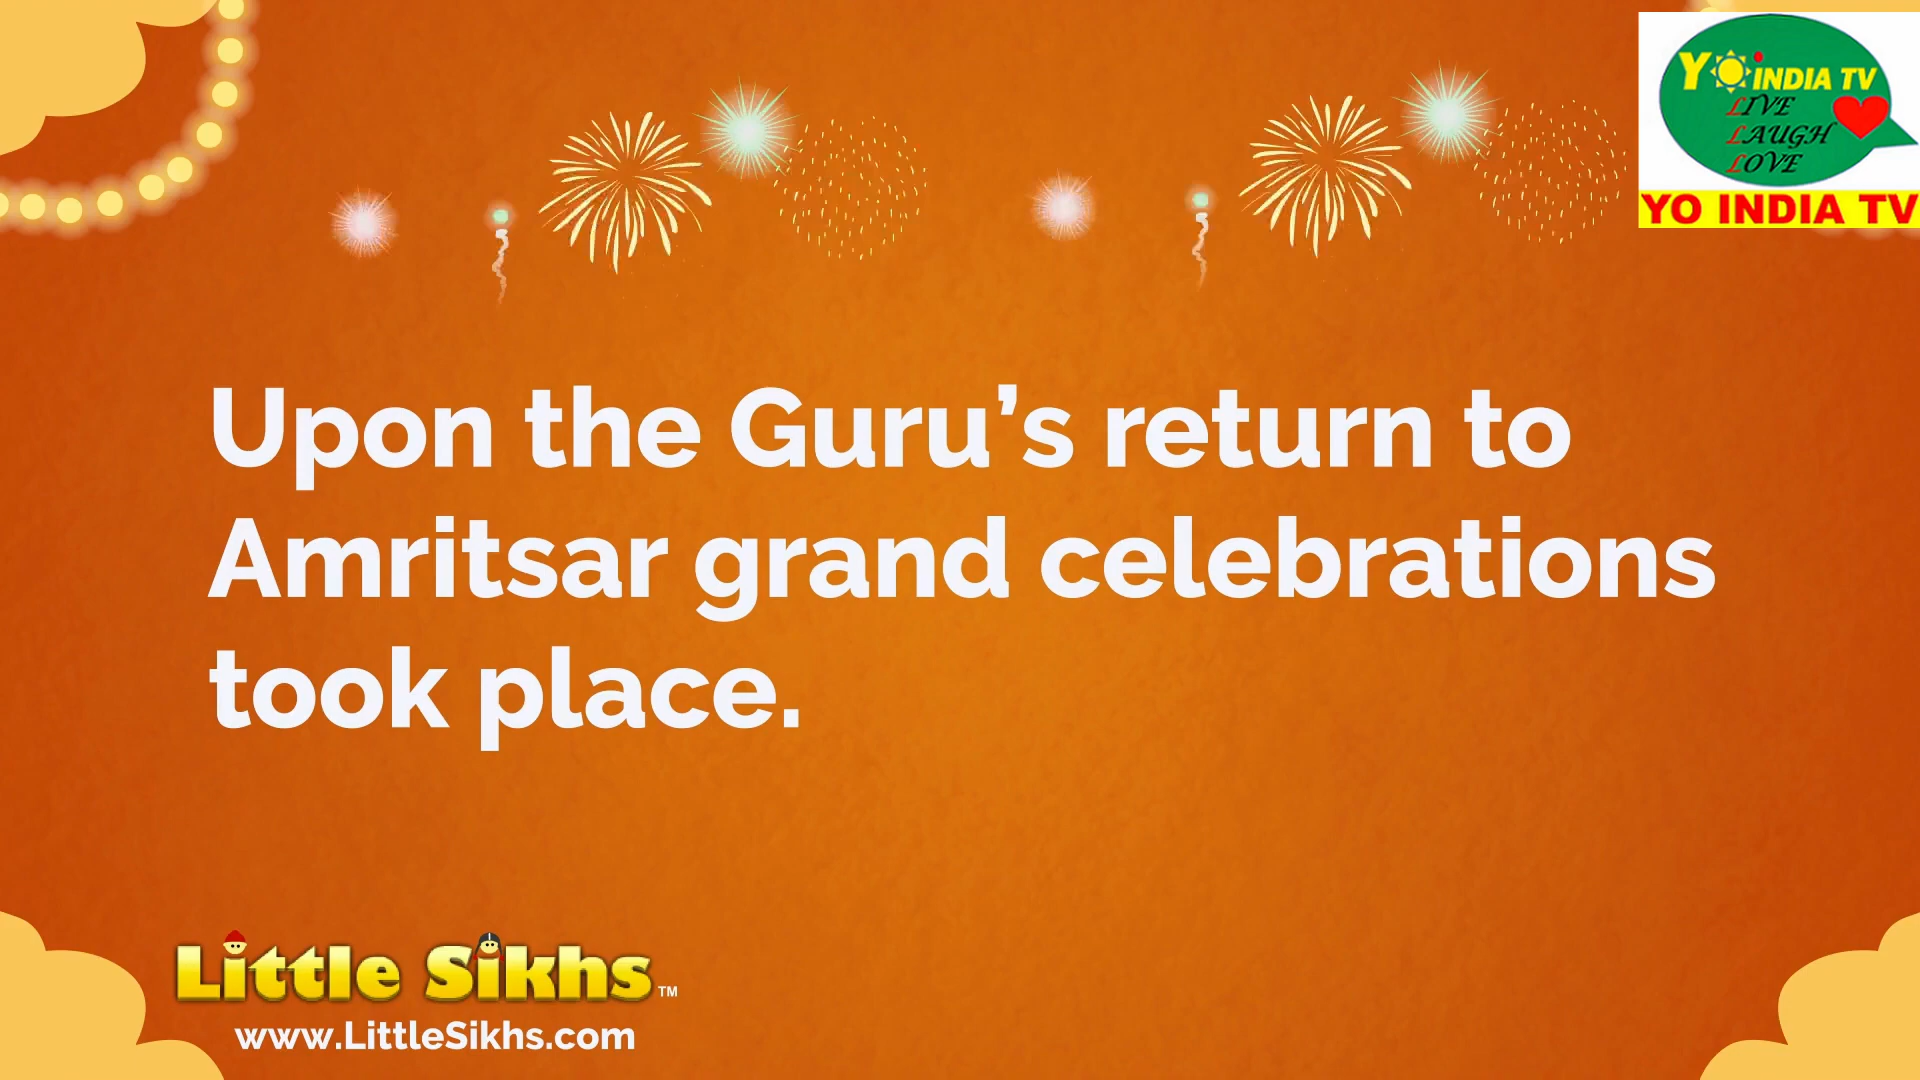 YO INDIA TV
LIVE
LAUGH
LOVE
YO INDIA TV
Upon the Guru’s return to
Amritsar grand celebrations
took place.
Little Sikhs™
www.LittleSikhs.com